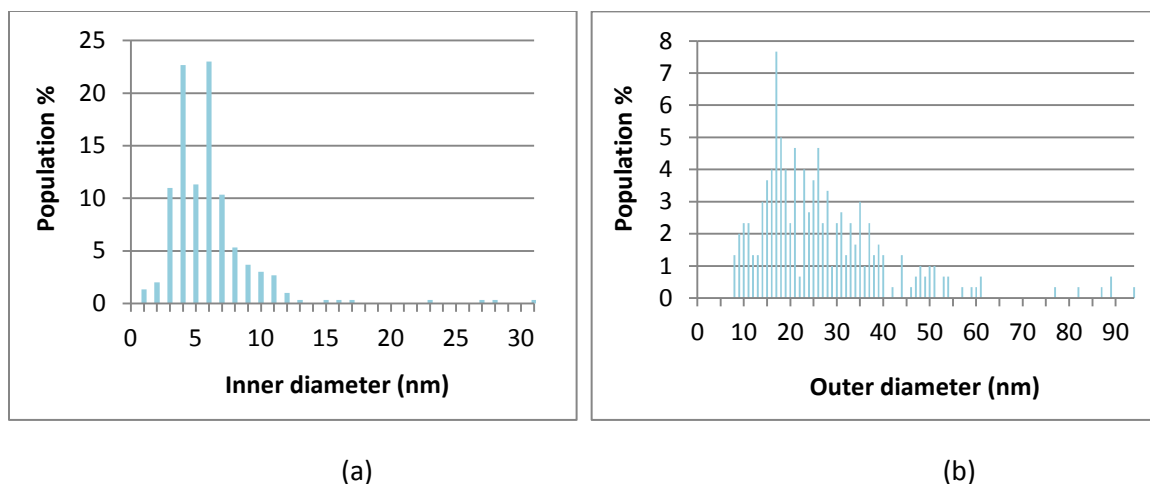 25
20
15
10
5
0
Population %
0 5 10 15 20 25 30
Inner diameter (nm)
(a)
8
7
6
5
4
3
2
1
0
Population %
0 10 20 30 40 50 60 70 80 90
Outer diameter (nm)
(b)